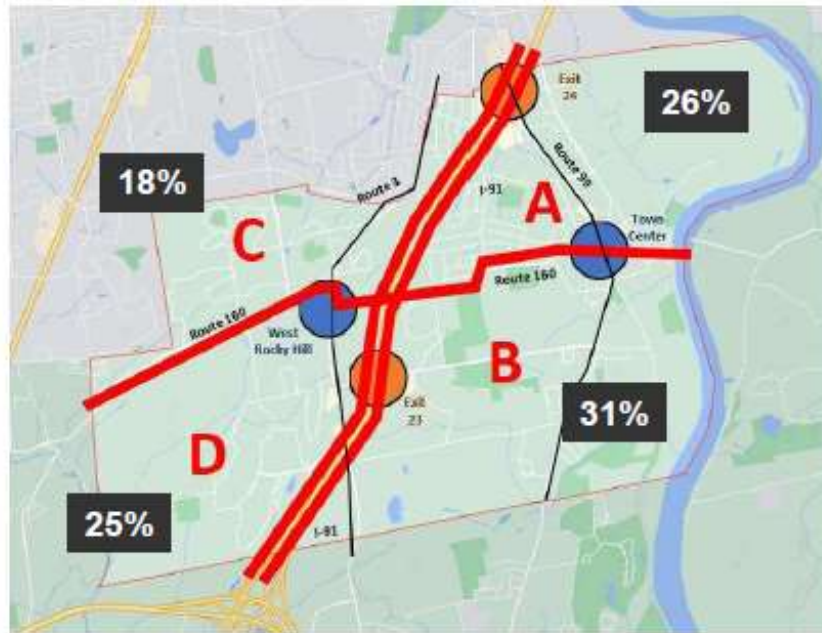 Exit
24
26%
18%
Route 3
Route 99
I-91
A
Town
Center
C
Route 160
Route 160
West
Rocky Hill
B
Exit
23
31%
D
25%
I-91